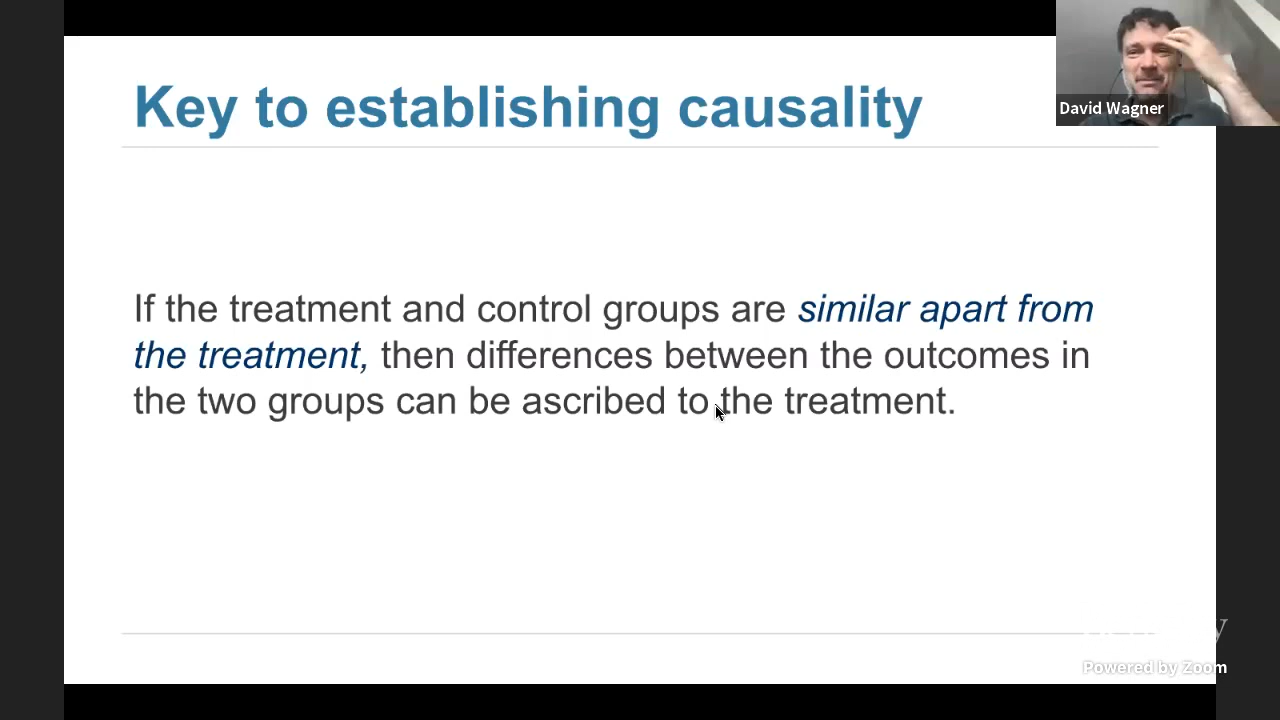 Key to establishing causality
David Wagner
If the treatment and control groups are similar apart from
the treatment, then differences between the outcomes in
the two groups can be ascribed to the treatment.
Powered by Zoom